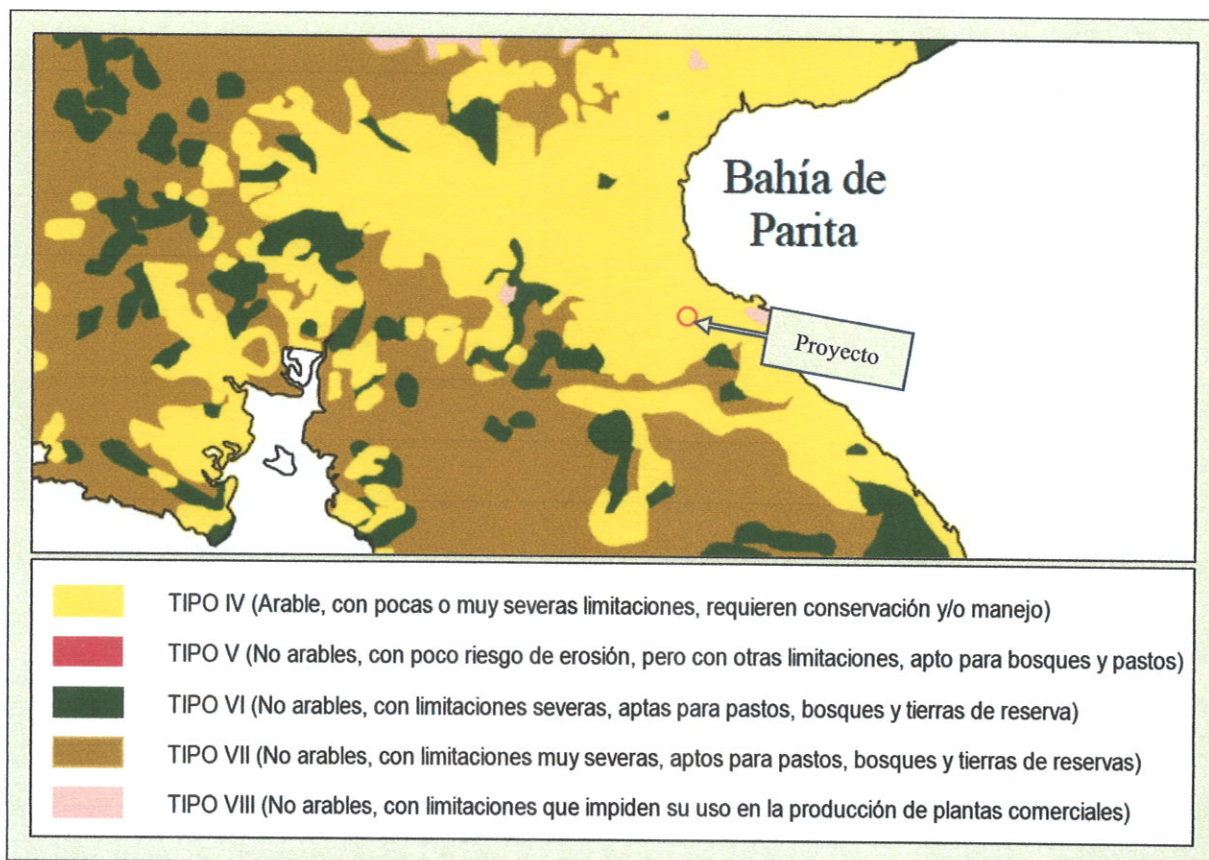 Bahía de
Parita
Proyecto
TIPO IV (Arable, con pocas o muy severas limitaciones, requieren conservación y/o manejo)
TIPO V (No arables, con poco riesgo de erosión, pero con otras limitaciones, apto para bosques y pastos)
TIPO VI (No arables, con limitaciones severas, aptas para pastos, bosques y tierras de reserva)
TIPO VII (No arables, con limitaciones muy severas, aptos para pastos, bosques y tierras de reservas)
TIPO VIII (No arables, con limitaciones que impiden su uso en la producción de plantas comerciales)